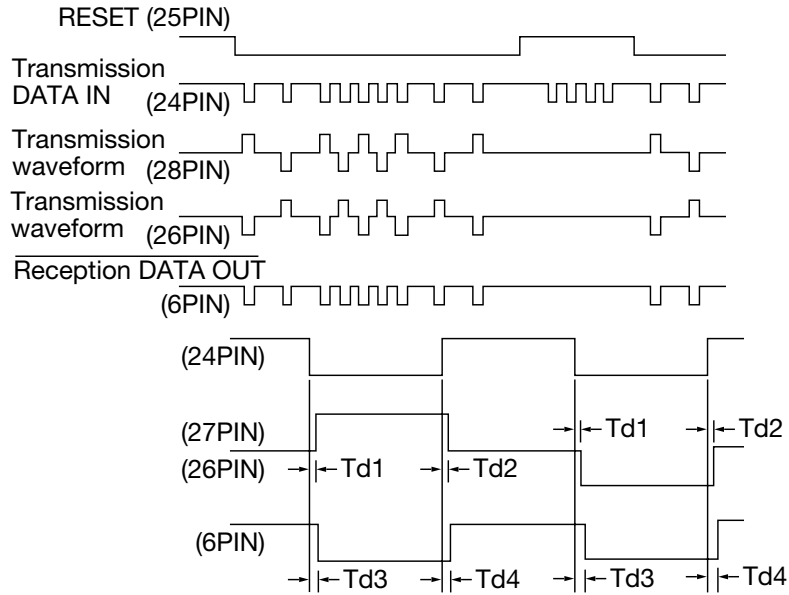 RESET (25PIN)
Transmission
DATA IN (24PIN)
Transmission
waveform (28PIN)
Transmission
waveform (26PIN)
Reception DATA OUT
(6PIN)
(24PIN)
(27PIN) Td1 Td2
(26PIN) Td1 Td2
(6PIN)
Td3 Td4 Td3 Td4